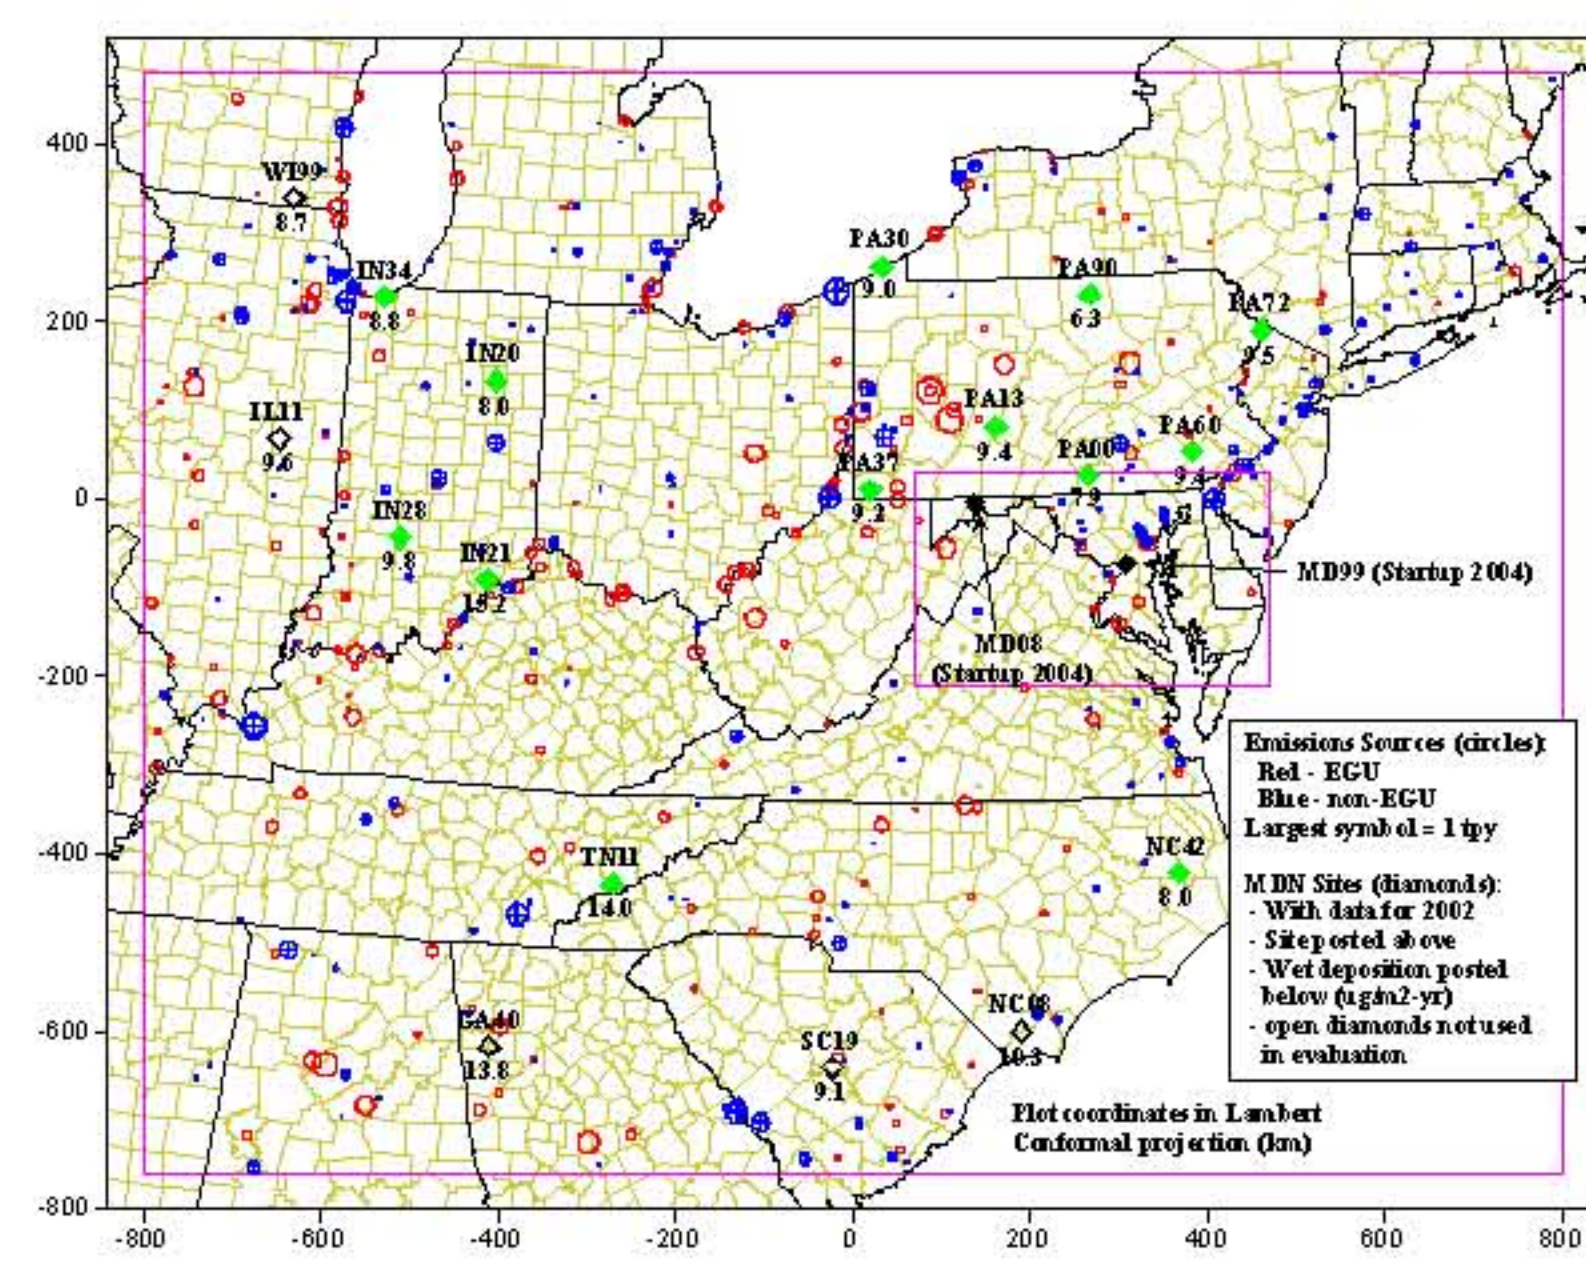 400
200
0
-200
-400
-600
-800
-800
-600
-400
-200
0
200
400
600
800
WI99
8.7
IN34
8.8
IN20
8.0
IL11
9.6
IN28
9.8
IN21
PA30
9.0
PA90
6.3
PA72
9.5
PA13
9.4
PA60
9.4
PA00
7.9
PA37
9.2
MD99 (Startup 2004)
MD08
(Startup 2004)
TN11
14.0
NC42
8.0
GA40
13.8
SC19
9.1
NC08
10.3
Emissions Sources (circles):
Red - EGU
Blue - non-EGU
Largest symbol = 1 tpy
MDN Sites (diamonds):
- With data for 2002
- Site posted above
- Wet deposition posted
below (ug/m2-yr)
- open diamonds not used
in evaluation
Plot coordinates in Lambert
Conformal projection (km)